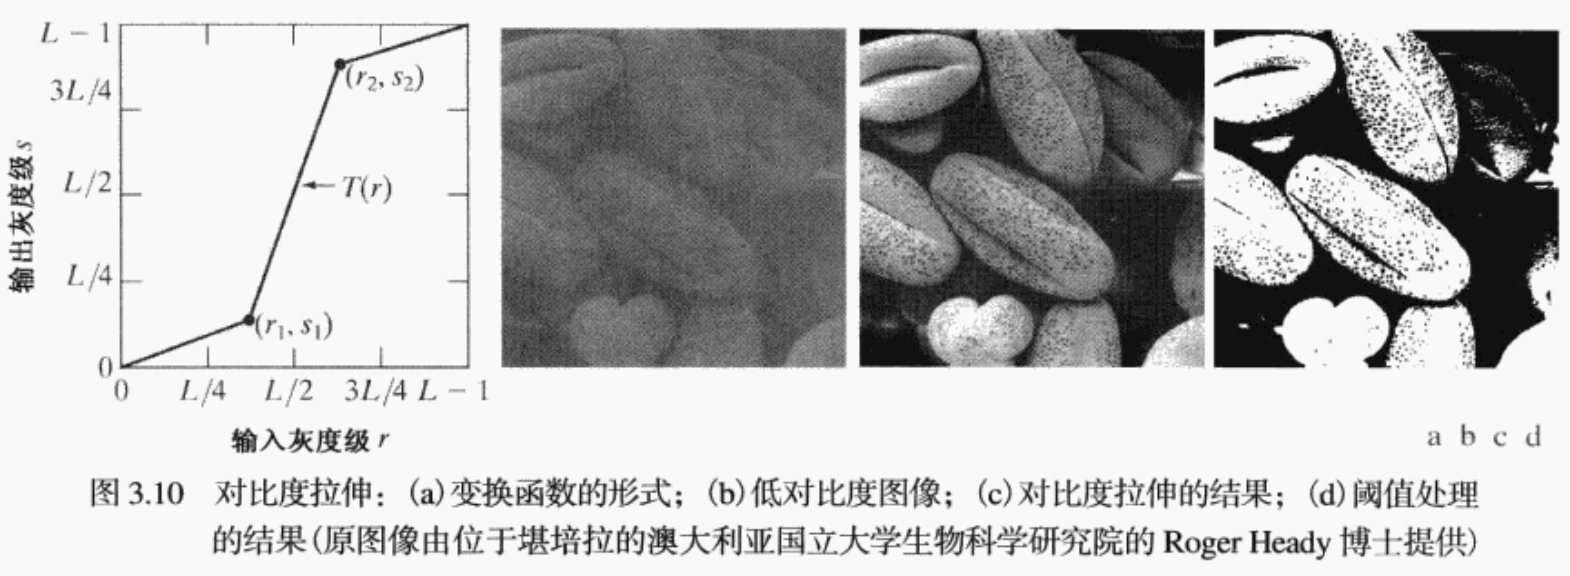 L − 1
3L/4
L/2
L/4
0
输出灰度级 s
(r₂, s₂)
T(r)
(r₁, s₁)
0 L/4 L/2 3L/4 L − 1
输入灰度级 r
a b c d
图 3.10 对比度拉伸：(a)变换函数的形式；(b)低对比度图像；(c)对比度拉伸的结果；(d)阈值处理
的结果(原图像由位于堪培拉的澳大利亚国立大学生物科学研究院的 Roger Heady 博士提供)